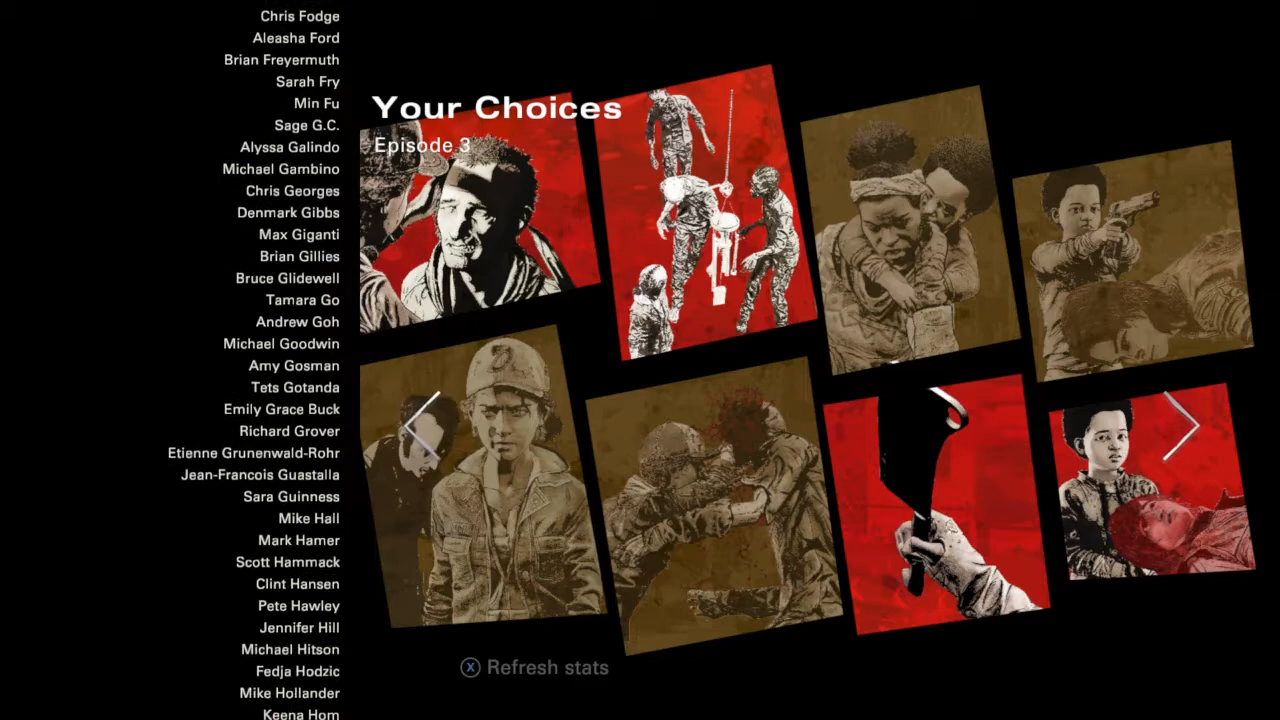 Chris Fodge
Aleasha Ford
Brian Freyermuth
Sarah Fry
Min Fu
Sage G.C.
Alyssa Galindo
Michael Gambino
Chris Georges
Denmark Gibbs
Max Giganti
Brian Gillies
Bruce Glidewell
Tamara Go
Andrew Goh
Michael Goodwin
Amy Gosman
Tets Gotanda
Emily Grace Buck
Richard Grover
Etienne Grunenwald-Rohr
Jean-Francois Guastalla
Sara Guinness
Mike Hall
Mark Hamer
Scott Hammack
Clint Hansen
Pete Hawley
Jennifer Hill
Michael Hitson
Fedja Hodzic
Mike Hollander
Keena Hom
Your Choices
Episode 3
X Refresh stats